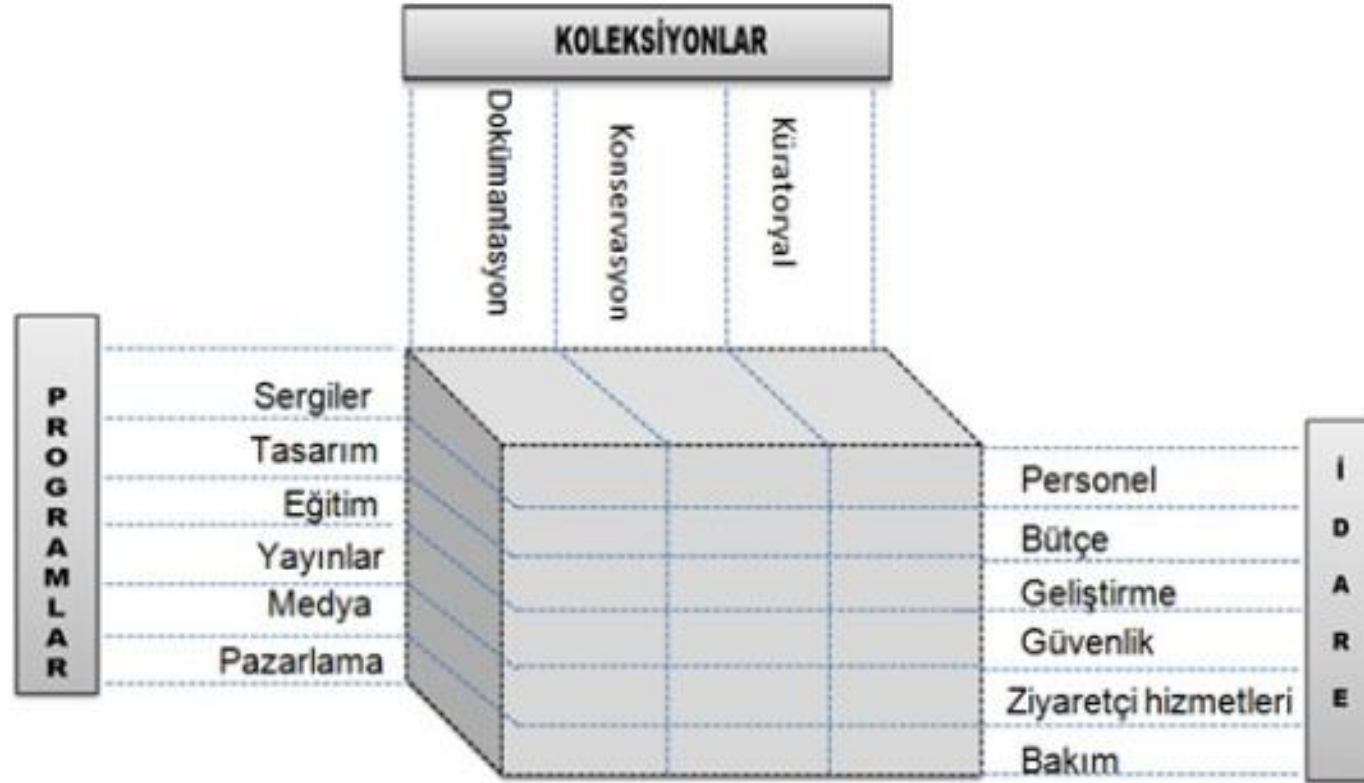 KOLEKSİYONLAR
Dokümantasyon
Konservasyon
Küratoryal
PROGRAMLAR
Sergiler
Tasarım
Eğitim
Yayınlar
Medya
Pazarlama
İDARE
Personel
Bütçe
Geliştirme
Güvenlik
Ziyaretçi hizmetleri
Bakım